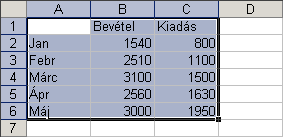 A B C D
1 Bevétel Kiadás
2 Jan 1540 800
3 Febr 2510 1100
4 Márc 3100 1500
5 Ápr 2560 1630
6 Máj 3000 1950
7